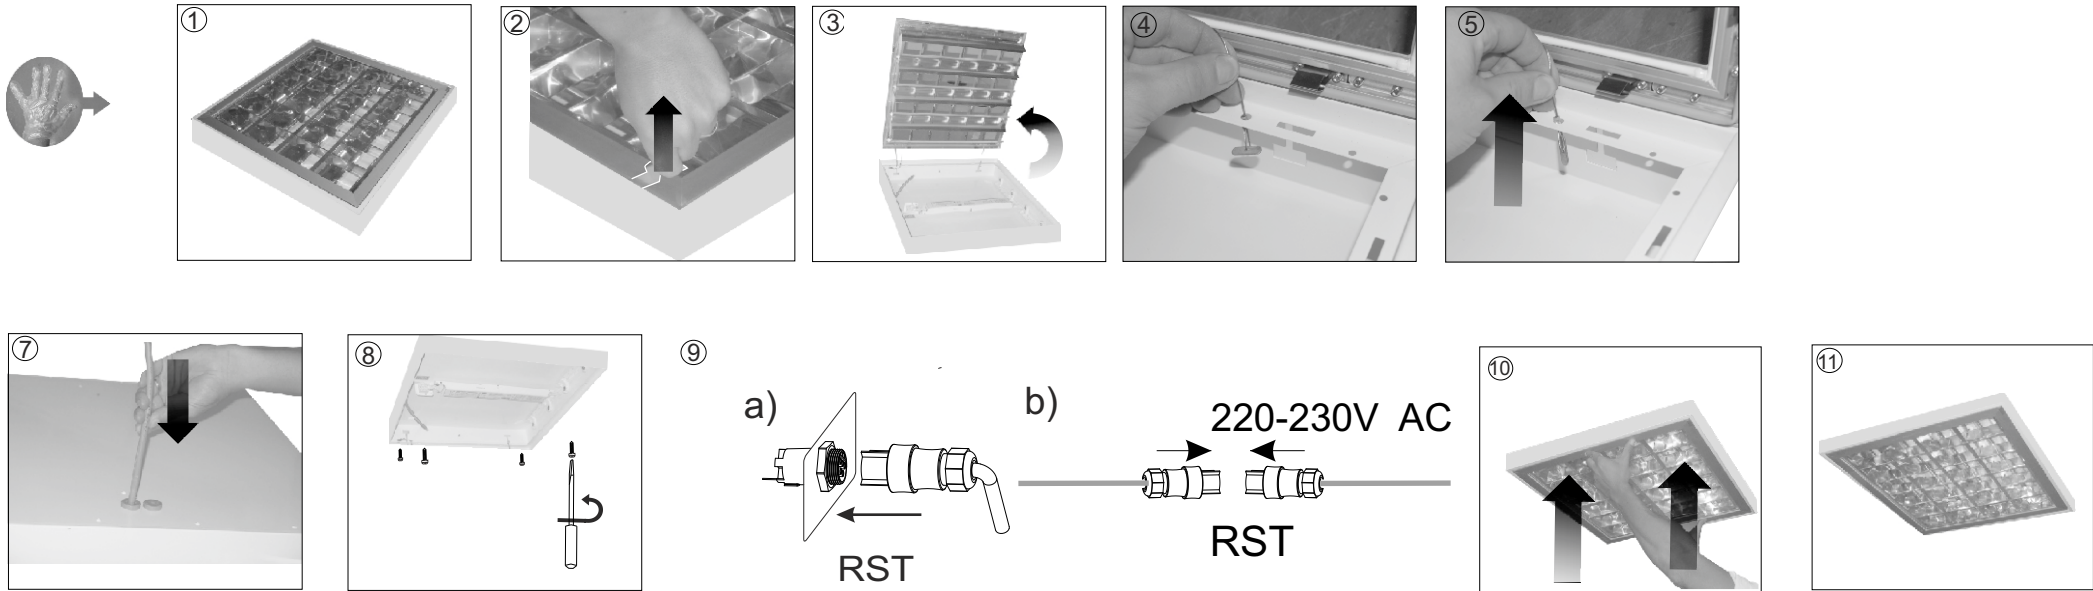 ①
②
③
④
⑤
⑦
⑧
⑨
a)
b)
220-230V AC
RST
RST
⑩
⑪